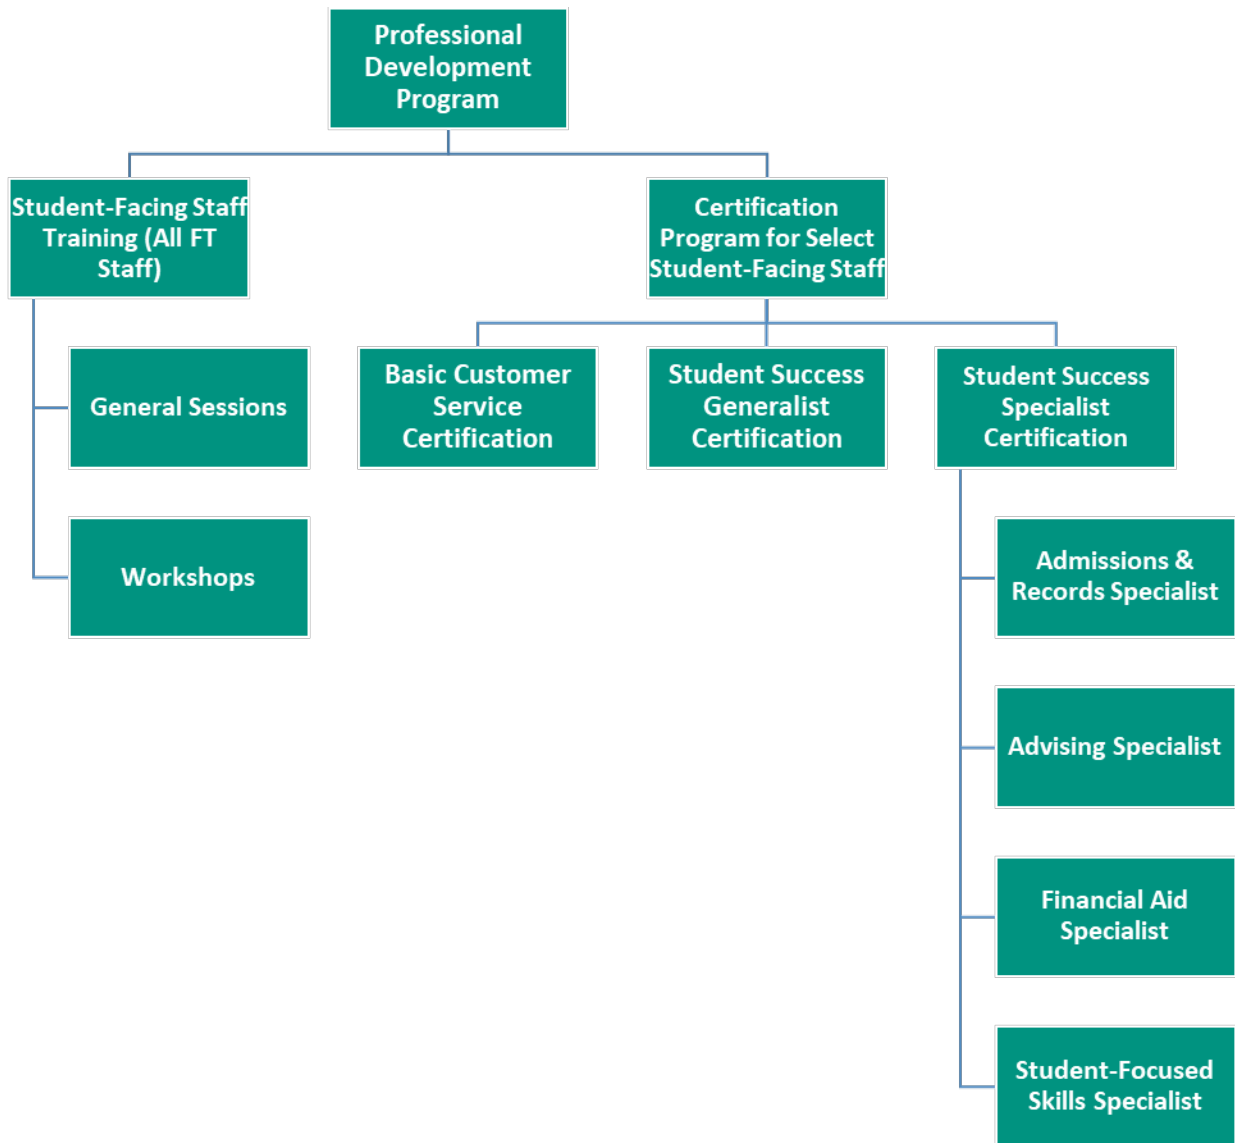 Professional
Development
Program
Student-Facing Staff
Training (All FT
Staff)
Certification
Program for Select
Student-Facing Staff
General Sessions
Workshops
Basic Customer
Service
Certification
Student Success
Generalist
Certification
Student Success
Specialist
Certification
Admissions &
Records Specialist
Advising Specialist
Financial Aid
Specialist
Student-Focused
Skills Specialist